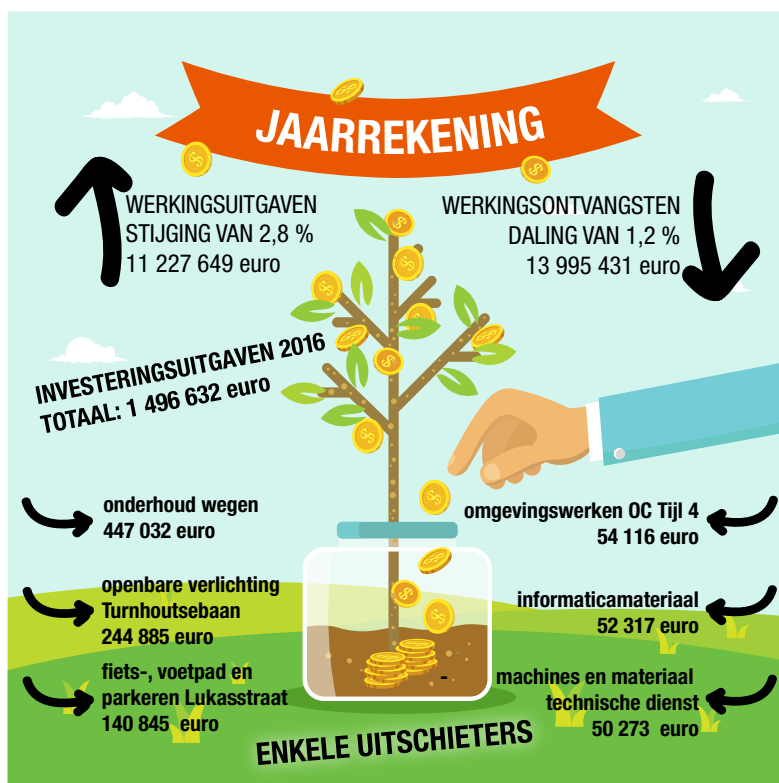 JAARREKENING
WERKINGSUITGAVEN
STIJGING VAN 2,8 %
11 227 649 euro
WERKINGSONTVANGSTEN
DALING VAN 1,2 %
13 995 431 euro
INVESTERINGSUITGAVEN 2016
TOTAAL: 1 496 632 euro
onderhoud wegen
447 032 euro
openbare verlichting
Turnhoutsebaan
244 885 euro
fiets-, voetpad en
parkeren Lukasstraat
140 845 euro
omgevingswerken OC Tijl 4
54 116 euro
informaticamateriaal
52 317 euro
- machines en materiaal
technische dienst
50 273 euro
ENKELE UITSCHIETERS